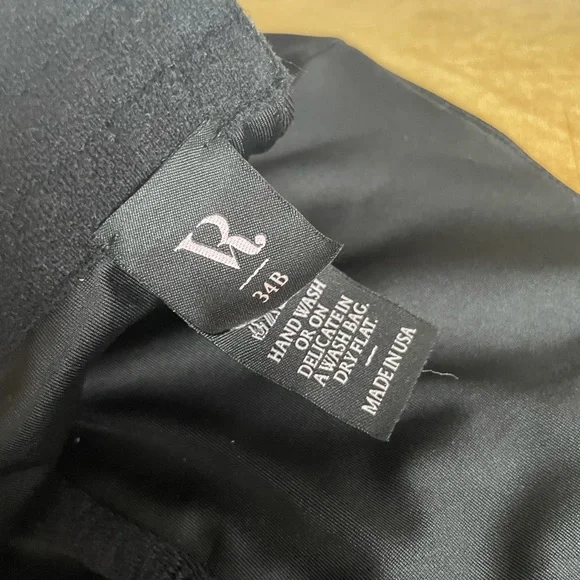 R
34B
HAND WASH
OR ON
DELICATE IN
A WASH BAG.
DRY FLAT.
MADE IN USA